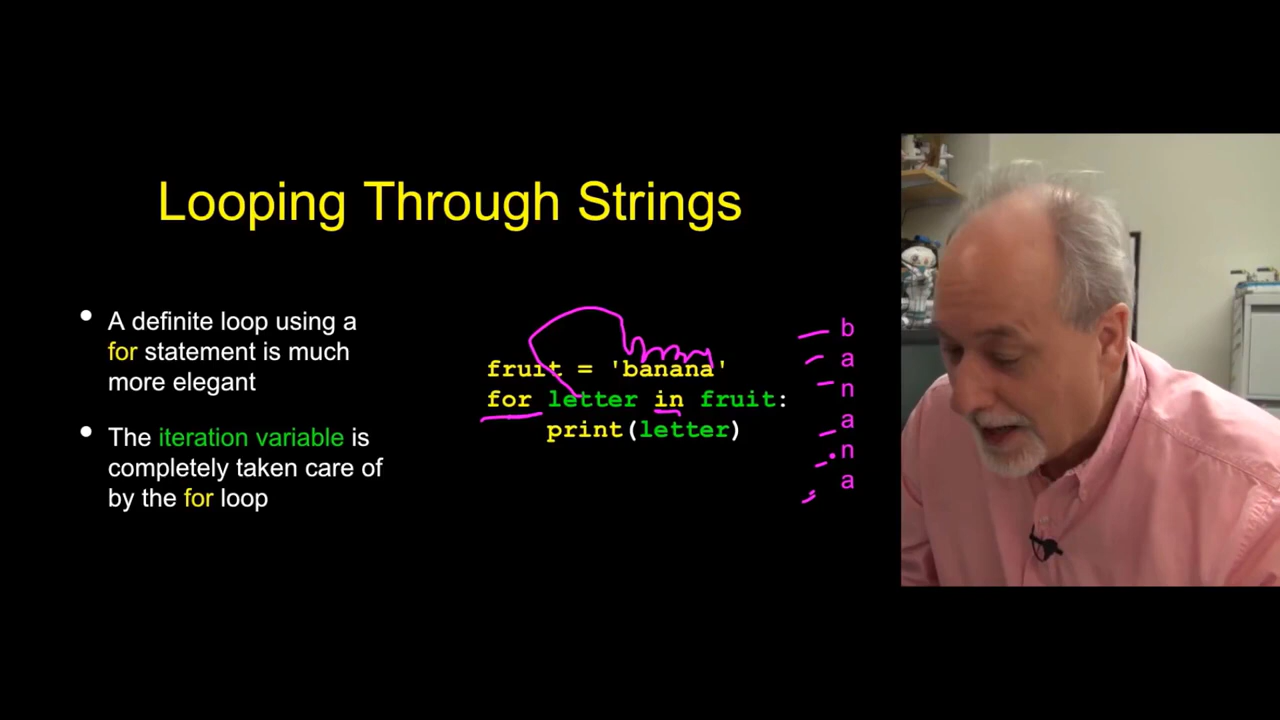 Looping Through Strings
• A definite loop using a
for statement is much
more elegant
• The iteration variable is
completely taken care of
by the for loop
fruit = 'banana'
for letter in fruit:
    print(letter)
b
a
n
a
n
a